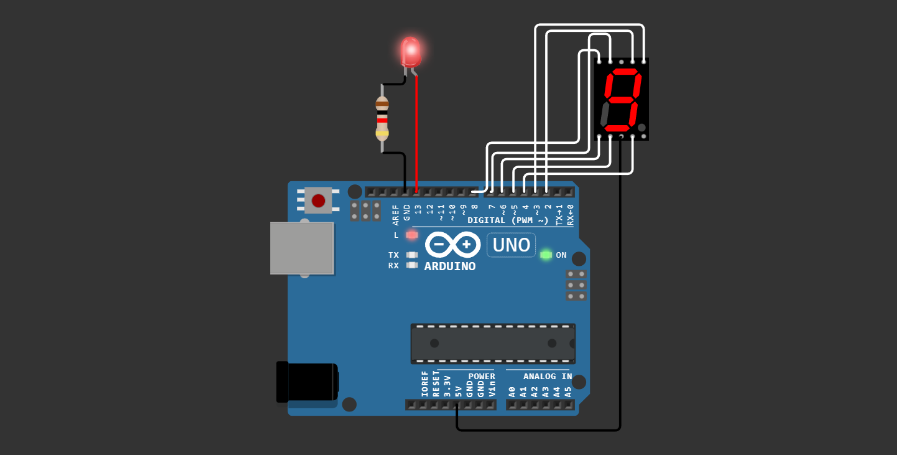 AREF
GND
13
12
~11
~10
~9
8
7
~6
~5
4
~3
2
TX→1
RX←0
DIGITAL (PWM ~)
L
TX
RX
UNO
ON
ARDUINO
IOREF
RESET
3.3V
5V
GND
GND
Vin
POWER
ANALOG IN
A0
A1
A2
A3
A4
A5
9